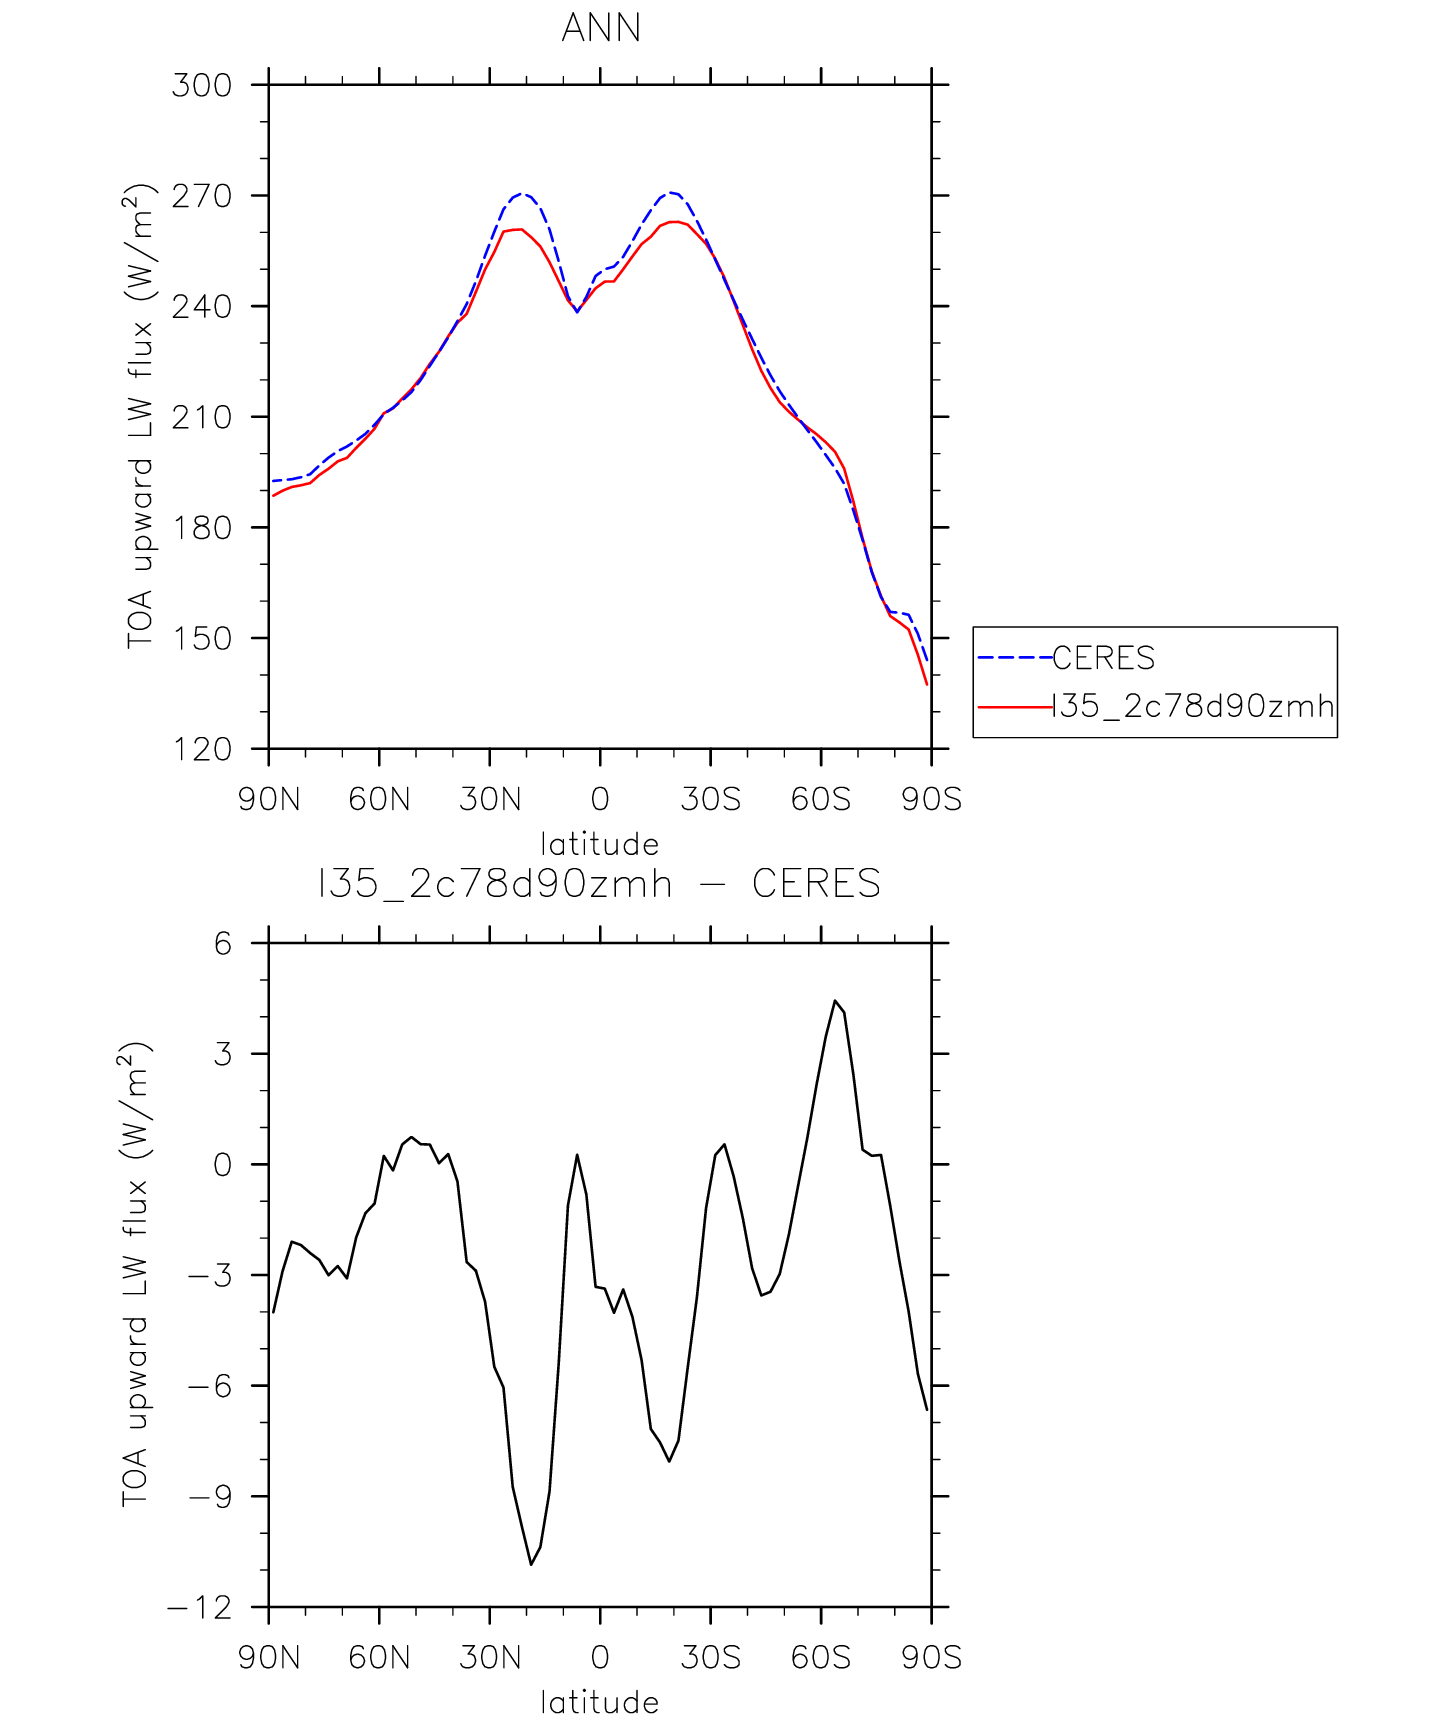 ANN
TOA upward LW flux (W/m²)
300
270
240
210
180
150
120
90N 60N 30N 0 30S 60S 90S
latitude
CERES
I35_2c78d90zmh
I35_2c78d90zmh − CERES
TOA upward LW flux (W/m²)
6
3
0
−3
−6
−9
−12
90N 60N 30N 0 30S 60S 90S
latitude